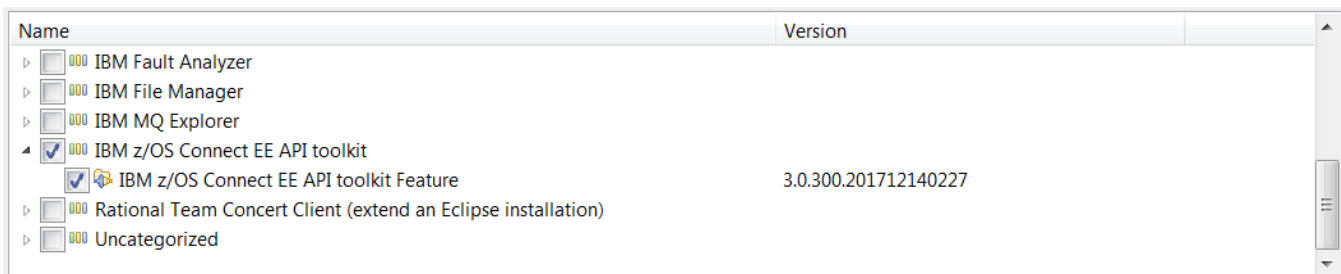 Name Version
IBM Fault Analyzer
IBM File Manager
IBM MQ Explorer
IBM z/OS Connect EE API toolkit
IBM z/OS Connect EE API toolkit Feature 3.0.300.201712140227
Rational Team Concert Client (extend an Eclipse installation)
Uncategorized